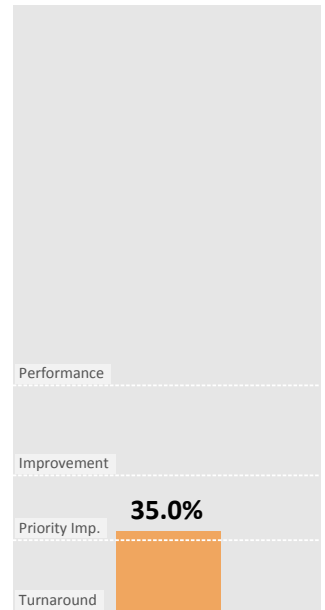 Performance
Improvement
35.0%
Priority Imp.
Turnaround